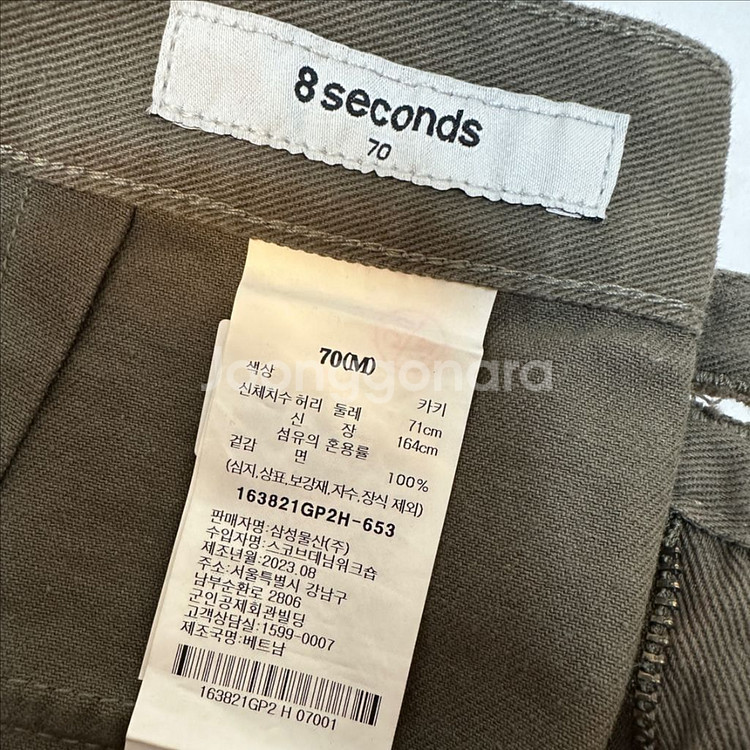 8 seconds
70
70(M)
Joonggonara
색상 카키
신체치수 허리 둘레 71cm
신 장 164cm
섬유의 혼용률
겉감 면 100%
(심지,상표,보강재,자수,장식 제외)
163821GP2H-653
판매자명:삼성물산(주)
수입자명:스코브데님워크숍
제조년월:2023.08
주소:서울특별시 강남구
남부순환로 2806
군인공제회관빌딩
고객상담실:1599-0007
제조국명:베트남
163821GP2 H 07001